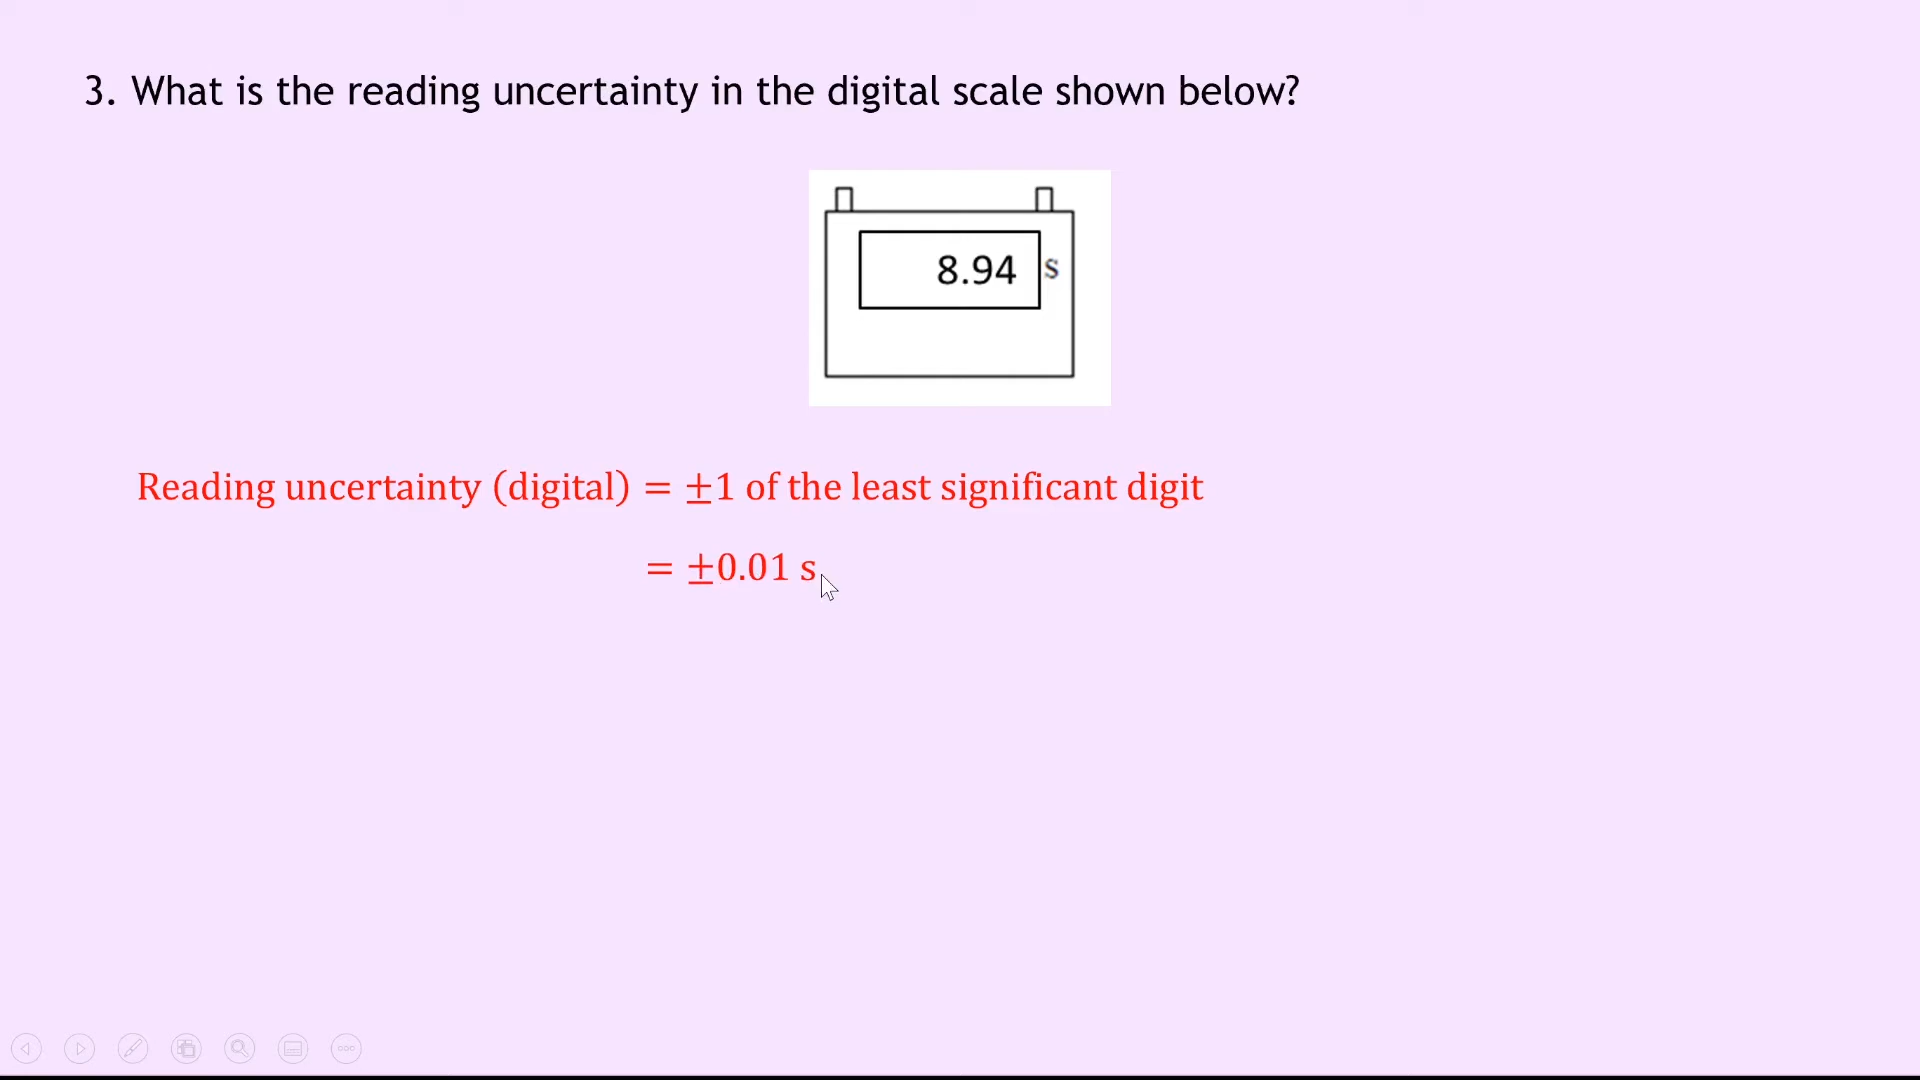 3. What is the reading uncertainty in the digital scale shown below?
8.94 s
Reading uncertainty (digital) = ±1 of the least significant digit
= ±0.01 s